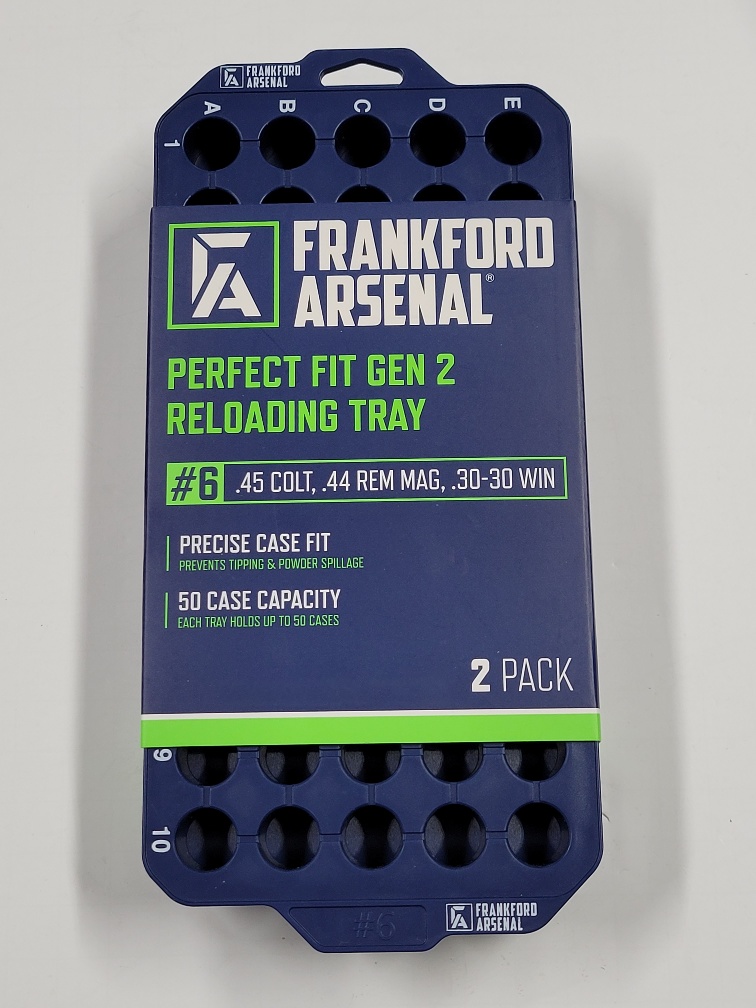 FRANKFORD
ARSENAL
A B C D E
1
FRANKFORD
ARSENAL®
PERFECT FIT GEN 2
RELOADING TRAY
#6 .45 COLT, .44 REM MAG, .30-30 WIN
PRECISE CASE FIT
PREVENTS TIPPING & POWDER SPILLAGE
50 CASE CAPACITY
EACH TRAY HOLDS UP TO 50 CASES
2 PACK
9
10
#6
FRANKFORD
ARSENAL